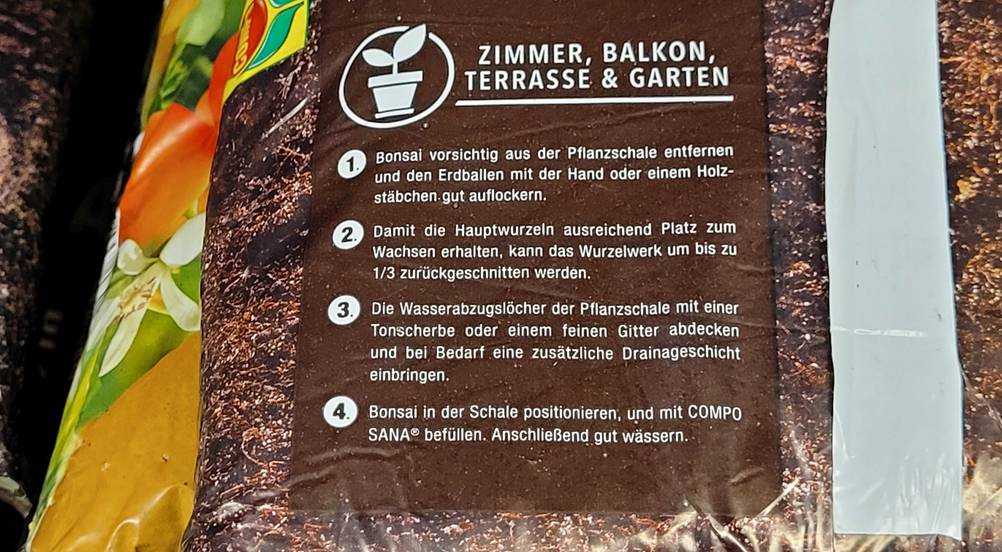 COMPO
ZIMMER, BALKON,
TERRASSE & GARTEN
1. Bonsai vorsichtig aus der Pflanzschale entfernen
und den Erdballen mit der Hand oder einem Holz-
stäbchen gut auflockern.
2. Damit die Hauptwurzeln ausreichend Platz zum
Wachsen erhalten, kann das Wurzelwerk um bis zu
1/3 zurückgeschnitten werden.
3. Die Wasserabzugslöcher der Pflanzschale mit einer
Tonscherbe oder einem feinen Gitter abdecken
und bei Bedarf eine zusätzliche Drainageschicht
einbringen.
4. Bonsai in der Schale positionieren, und mit COMPO
SANA® befüllen. Anschließend gut wässern.